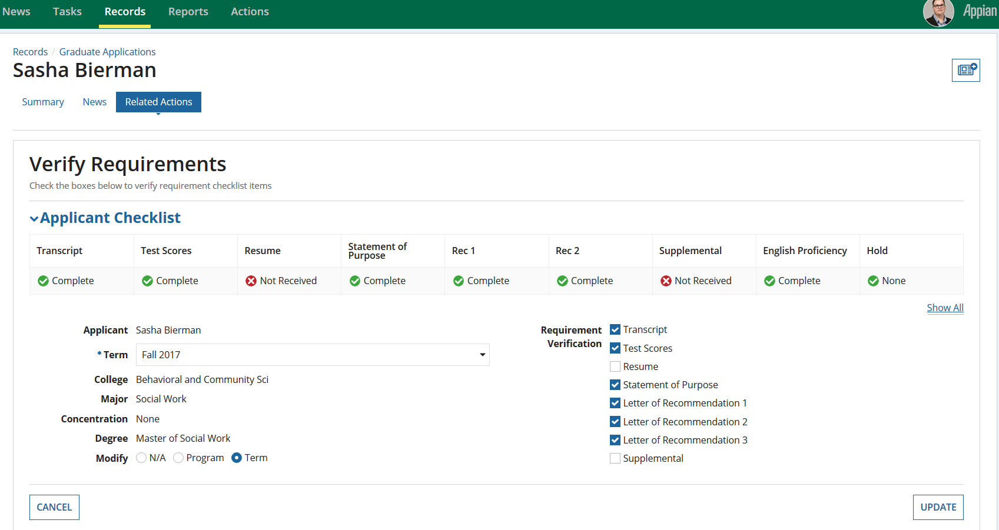 News Tasks Records Reports Actions
Appian
Records / Graduate Applications
Sasha Bierman
Summary News Related Actions
Verify Requirements
Check the boxes below to verify requirement checklist items
Applicant Checklist
Transcript Test Scores Resume Statement of Purpose Rec 1 Rec 2 Supplemental English Proficiency Hold
Complete Complete Not Received Complete Complete Complete Not Received Complete None
Show All
Applicant Sasha Bierman
* Term Fall 2017
College Behavioral and Community Sci
Major Social Work
Concentration None
Degree Master of Social Work
Modify N/A Program Term
Requirement Verification
Transcript
Test Scores
Resume
Statement of Purpose
Letter of Recommendation 1
Letter of Recommendation 2
Letter of Recommendation 3
Supplemental
CANCEL UPDATE